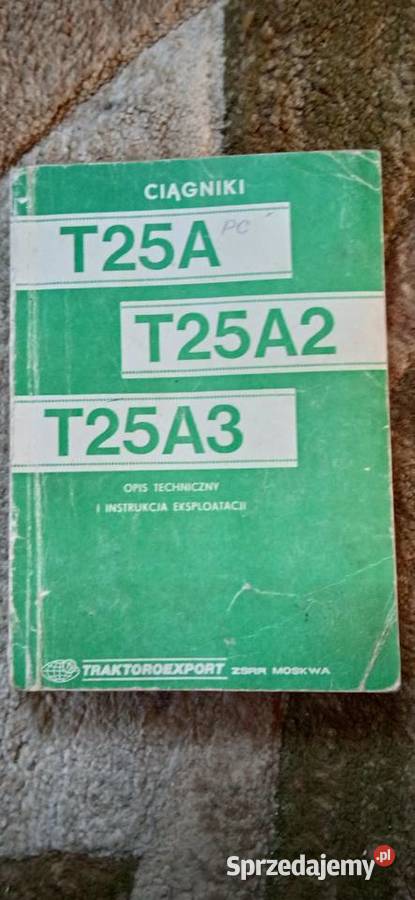 CIĄGNIKI
T25A PC
T25A2
T25A3
OPIS TECHNICZNY
I INSTRUKCJA EKSPLOATACJI
TRAKTOROEXPORT ZSRR MOSKWA
Sprzedajemy.pl